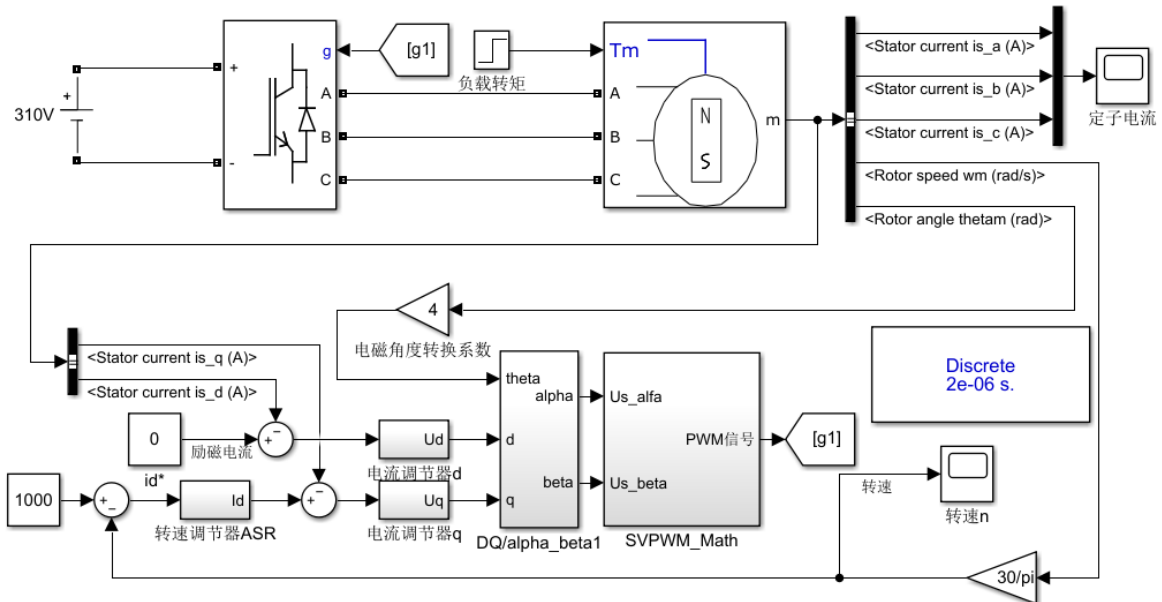 g
[g1]
Tm
+
A
B
C
-
310V
+
负载转矩
A
B
C
N
S
m
<Stator current is_a (A)>
<Stator current is_b (A)>
<Stator current is_c (A)>
<Rotor speed wm (rad/s)>
<Rotor angle thetam (rad)>
定子电流
4
电磁角度转换系数
<Stator current is_q (A)>
<Stator current is_d (A)>
Discrete
2e-06 s.
theta
alpha
d
beta
q
DQ/alpha_beta1
Us_alfa
PWM信号
Us_beta
SVPWM_Math
[g1]
0
励磁电流
id*
+
−
Ud
电流调节器d
1000
+
−
Id
转速调节器ASR
+
−
Uq
电流调节器q
转速
转速n
30/pi